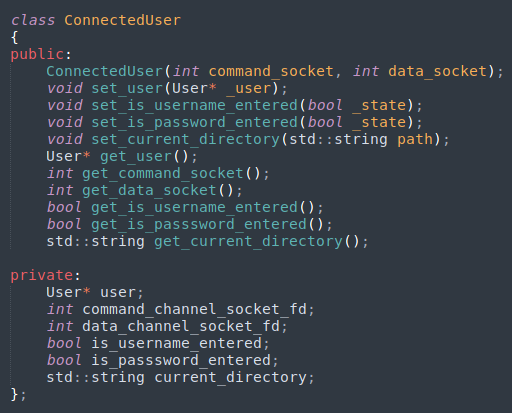 class ConnectedUser
{
public:
    ConnectedUser(int command_socket, int data_socket);
    void set_user(User* _user);
    void set_is_username_entered(bool _state);
    void set_is_password_entered(bool _state);
    void set_current_directory(std::string path);
    User* get_user();
    int get_command_socket();
    int get_data_socket();
    bool get_is_username_entered();
    bool get_is_passsword_entered();
    std::string get_current_directory();

private:
    User* user;
    int command_channel_socket_fd;
    int data_channel_socket_fd;
    bool is_username_entered;
    bool is_passsword_entered;
    std::string current_directory;
};